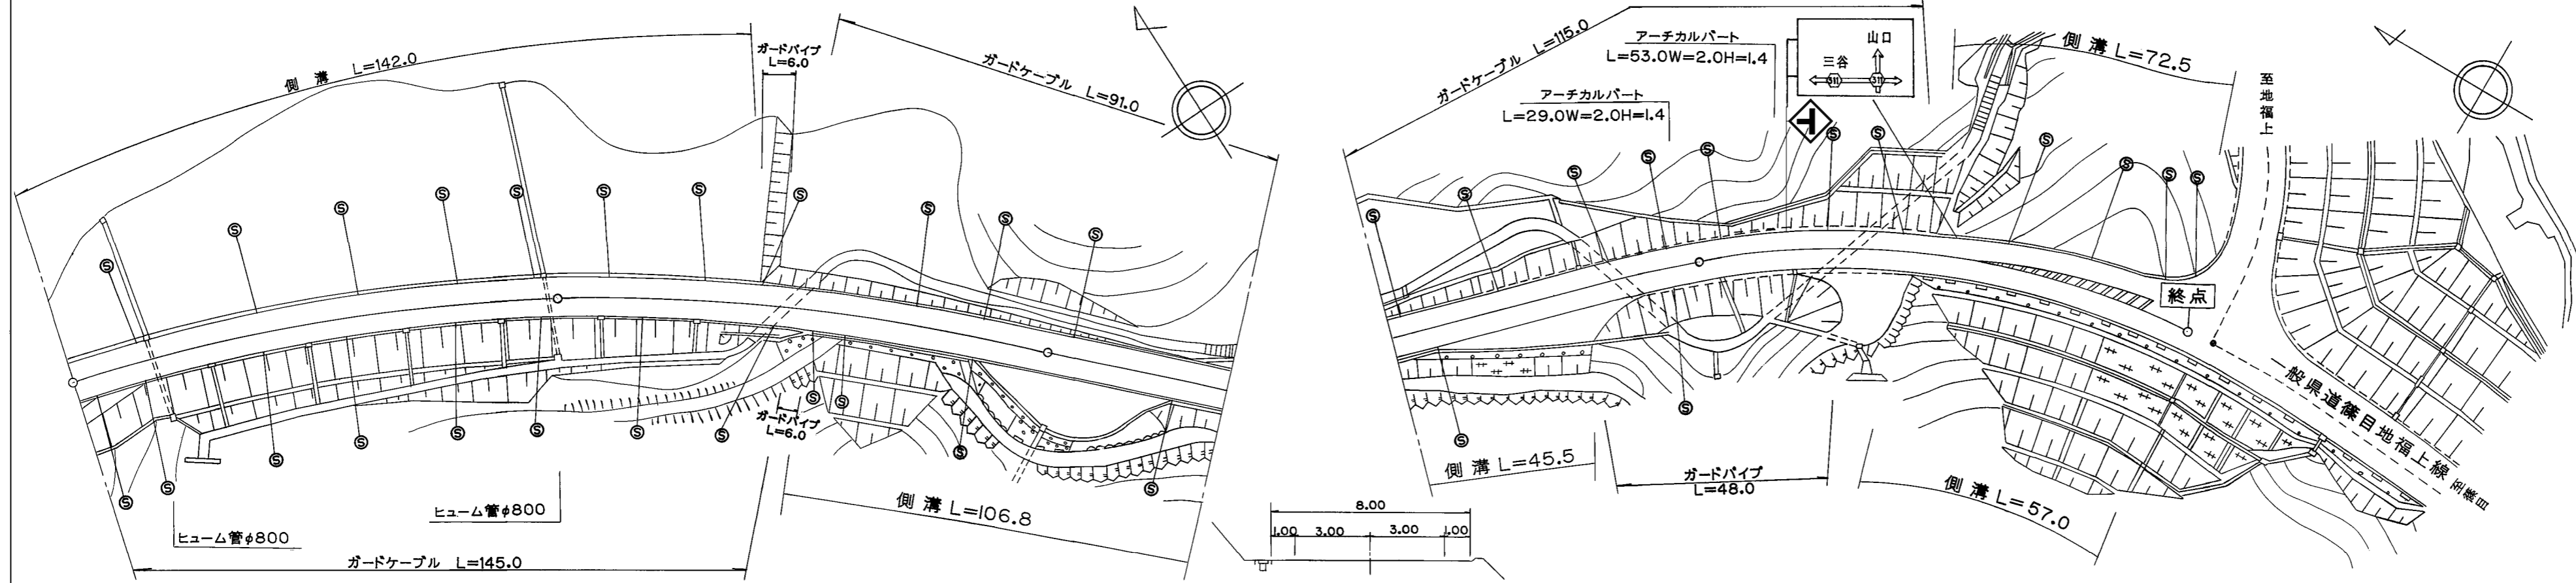 側溝 L=142.0
ガードパイプ
L=6.0
ガードケーブル L=91.0
ヒューム管φ800
ヒューム管φ800
ガードケーブル L=145.0
ガードパイプ
L=6.0
側溝 L=106.8
8.00
1.00 3.00 3.00 1.00
ガードケーブル L=115.0
アーチカルバート
L=53.0W=2.0H=1.4
アーチカルバート
L=29.0W=2.0H=1.4
山口
三谷
311 311
側溝 L=72.5
至地福上
終点
般県道篠目地福上線
至篠目
側溝 L=45.5
ガードパイプ
L=48.0
側溝 L=57.0